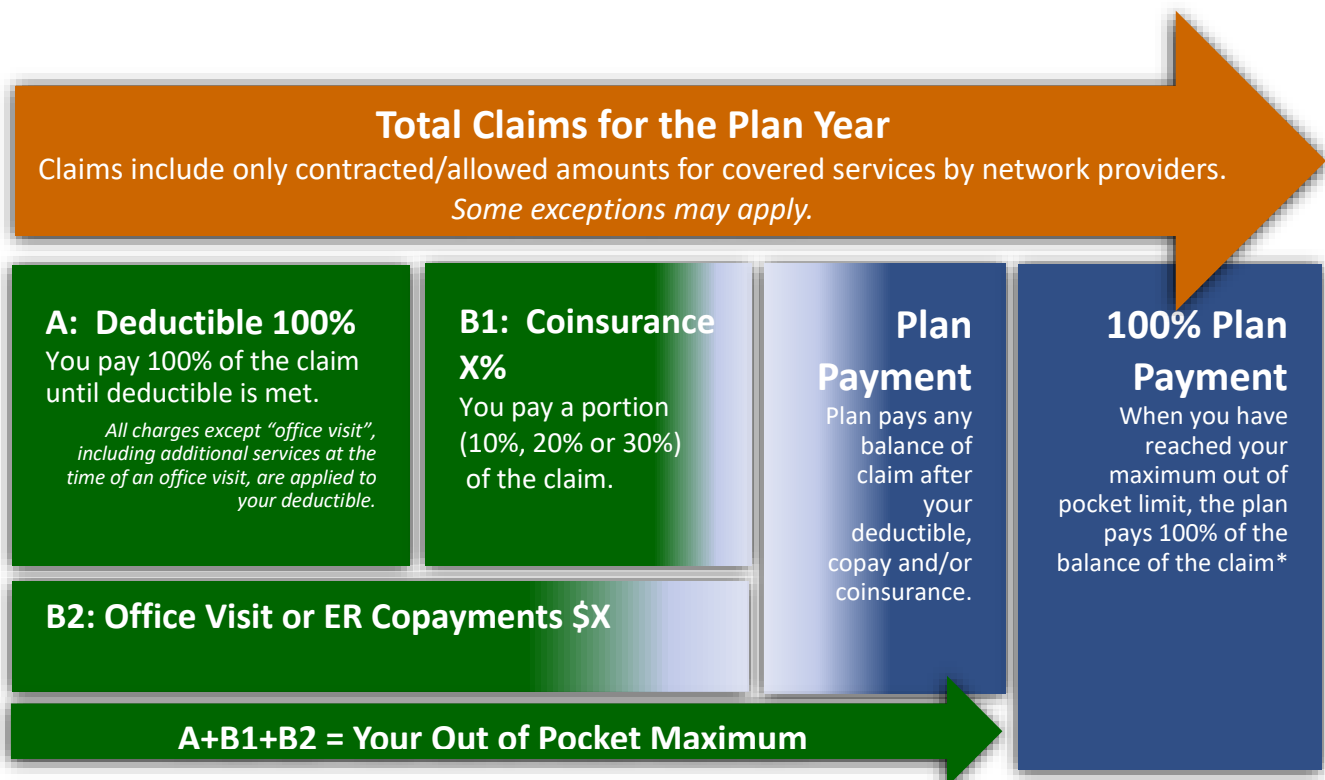 Total Claims for the Plan Year
Claims include only contracted/allowed amounts for covered services by network providers.
Some exceptions may apply.
A:  Deductible 100%
You pay 100% of the claim
until deductible is met.
All charges except “office visit”,
including additional services at the
time of an office visit, are applied to
your deductible.
B1:  Coinsurance
X%
You pay a portion
(10%, 20% or 30%)
of the claim.
Plan
Payment
Plan pays any
balance of
claim after
your
deductible,
copay and/or
coinsurance.
100% Plan
Payment
When you have
reached your
maximum out of
pocket limit, the plan
pays 100% of the
balance of the claim*
B2: Office Visit or ER Copayments $X
A+B1+B2 = Your Out of Pocket Maximum